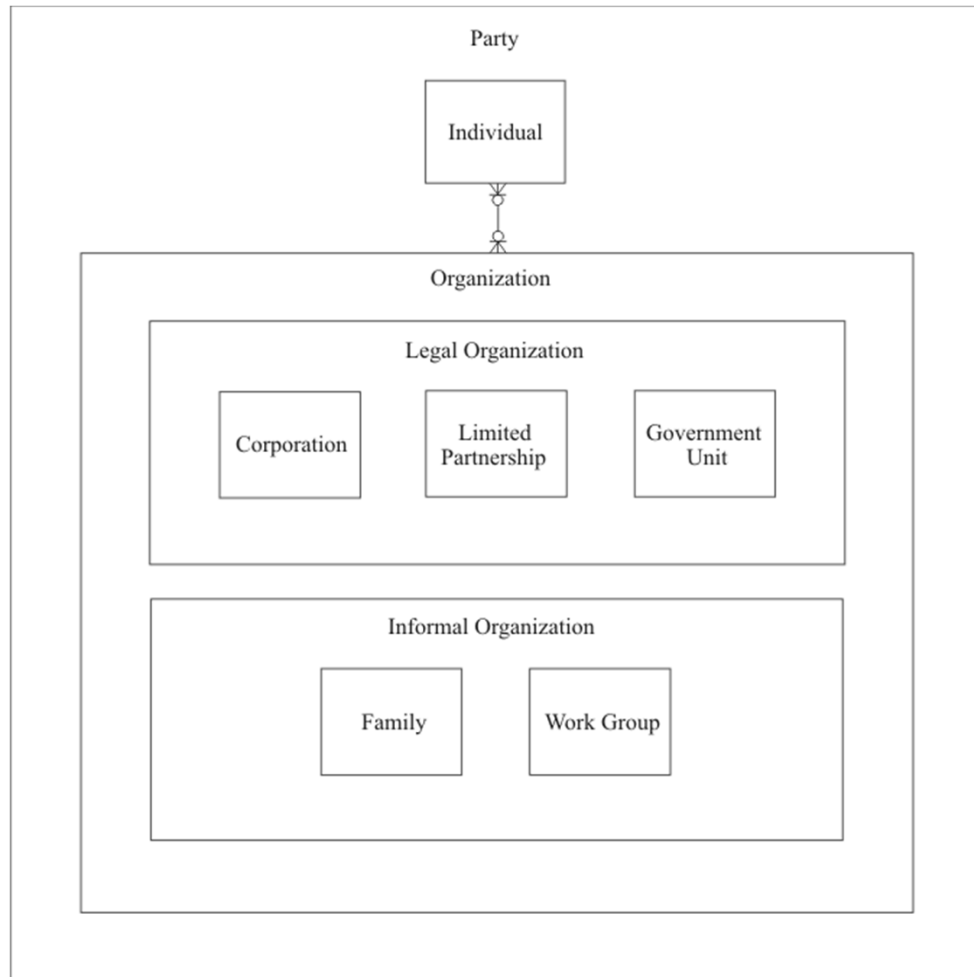 Party
Individual
Organization
Legal Organization
Corporation
Limited
Partnership
Government
Unit
Informal Organization
Family
Work Group